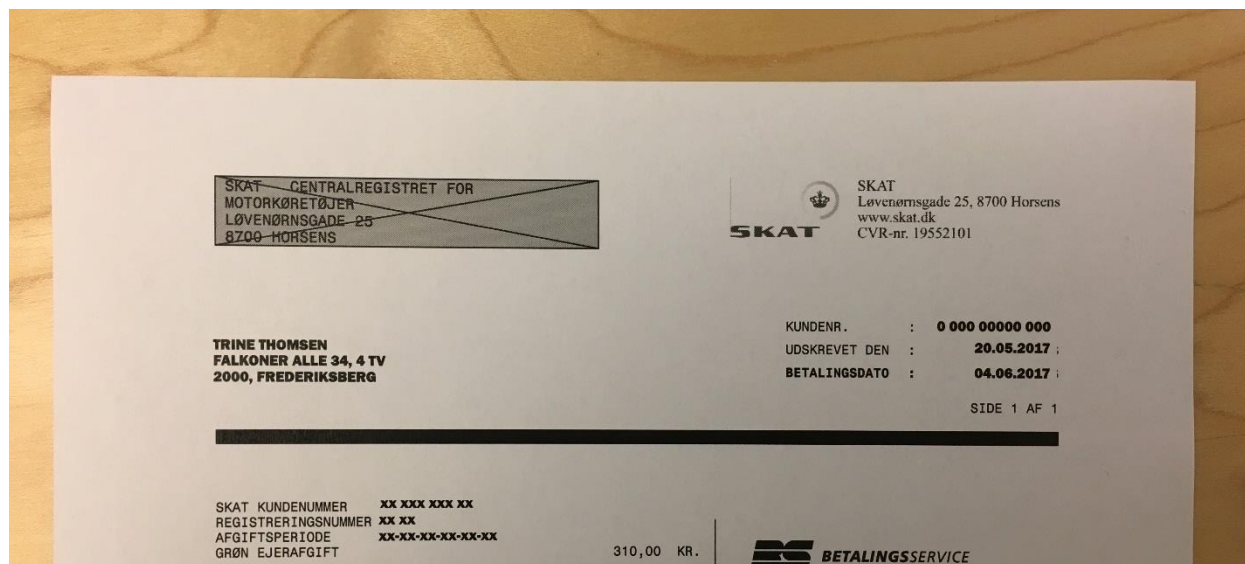 SKAT CENTRALREGISTRET FOR
MOTORKØRETØJER
LØVENØRNSGADE 25
8700 HORSENS
SKAT
SKAT
Løvenørnsgade 25, 8700 Horsens
www.skat.dk
CVR-nr. 19552101
TRINE THOMSEN
FALKONER ALLE 34, 4 TV
2000, FREDERIKSBERG
KUNDENR. : 0 000 00000 000
UDSKREVET DEN : 20.05.2017
BETALINGSDATO : 04.06.2017
SIDE 1 AF 1
SKAT KUNDENUMMER XX XXX XXX XX
REGISTRERINGSNUMMER XX XX
AFGIFTSPERIODE XX-XX-XX-XX-XX-XX
GRØN EJERAFGIFT 310,00 KR.
BETALINGSSERVICE